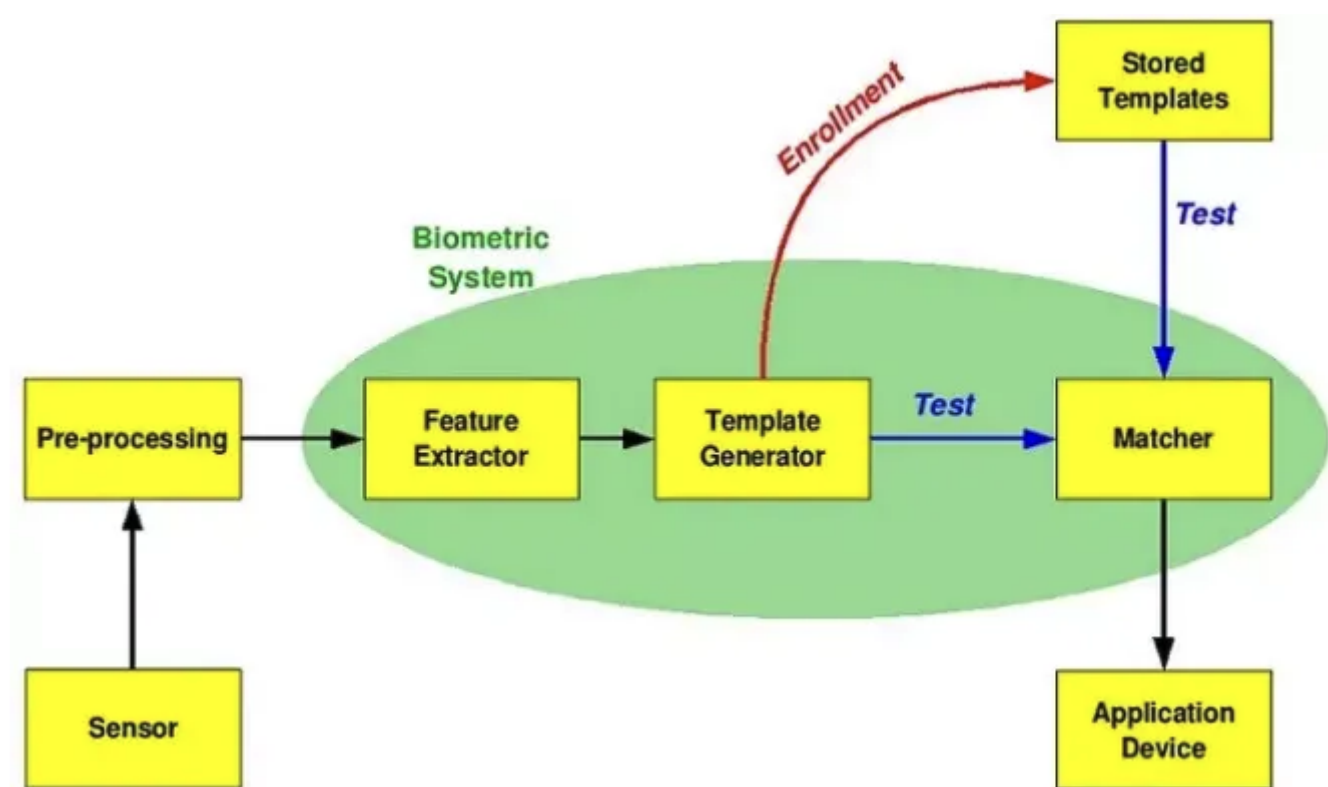 Stored
Templates
Enrollment
Test
Biometric
System
Pre-processing
Feature
Extractor
Template
Generator
Test
Matcher
Sensor
Application
Device